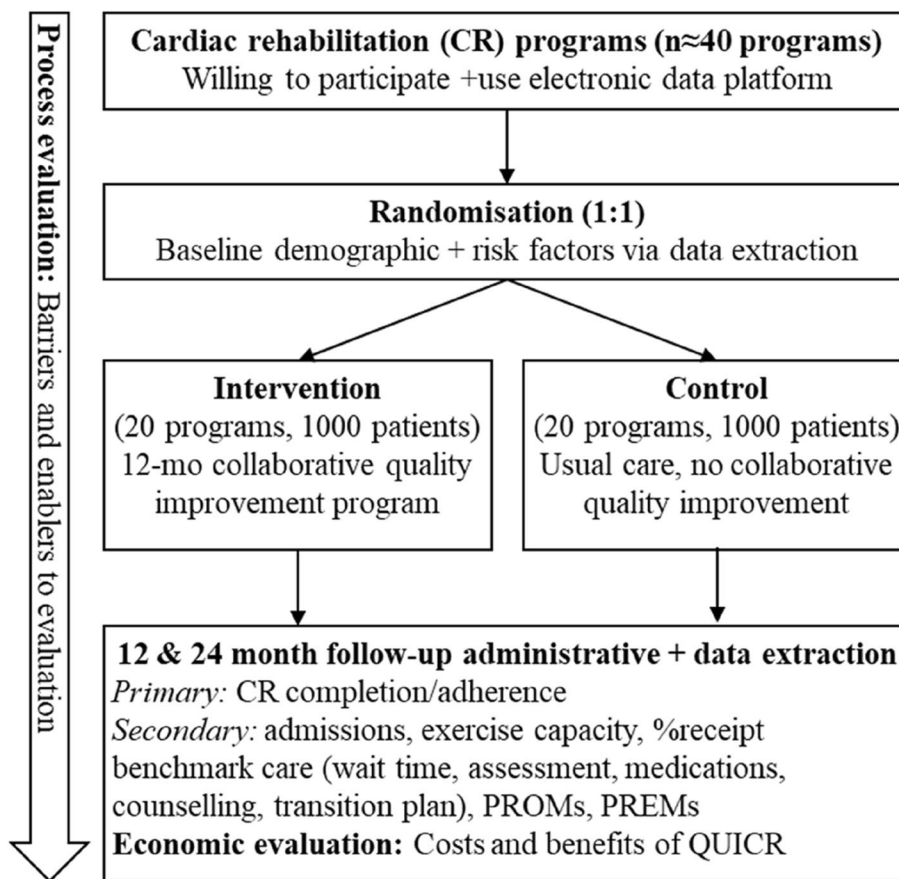 Process evaluation: Barriers and enablers to evaluation
Cardiac rehabilitation (CR) programs (n≈40 programs)
Willing to participate +use electronic data platform
Randomisation (1:1)
Baseline demographic + risk factors via data extraction
Intervention
(20 programs, 1000 patients)
12-mo collaborative quality
improvement program
Control
(20 programs, 1000 patients)
Usual care, no collaborative
quality improvement
12 & 24 month follow-up administrative + data extraction
Primary: CR completion/adherence
Secondary: admissions, exercise capacity, %receipt
benchmark care (wait time, assessment, medications,
counselling, transition plan), PROMs, PREMs
Economic evaluation: Costs and benefits of QUICR